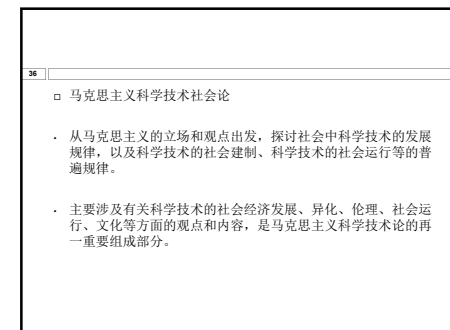 36
□ 马克思主义科学技术社会论
• 从马克思主义的立场和观点出发，探讨社会中科学技术的发展
规律，以及科学技术的社会建制、科学技术的社会运行等的普
遍规律。
• 主要涉及有关科学技术的社会经济发展、异化、伦理、社会运
行、文化等方面的观点和内容，是马克思主义科学技术论的再
一重要组成部分。